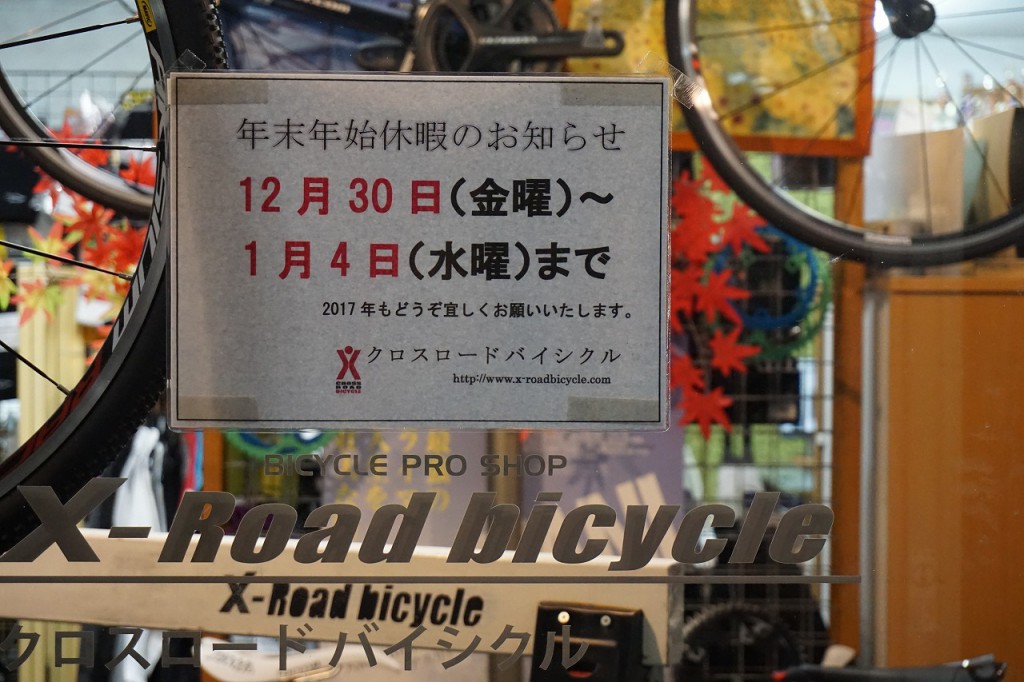 年末年始休暇のお知らせ
12月30日(金曜)～
1月4日(水曜)まで
2017年もどうぞ宜しくお願いいたします。
クロスロードバイシクル
CROSS ROAD BICYCLE
http://www.x-roadbicycle.com
BICYCLE PRO SHOP
X-Road bicycle
X-Road bicycle
クロスロードバイシクル